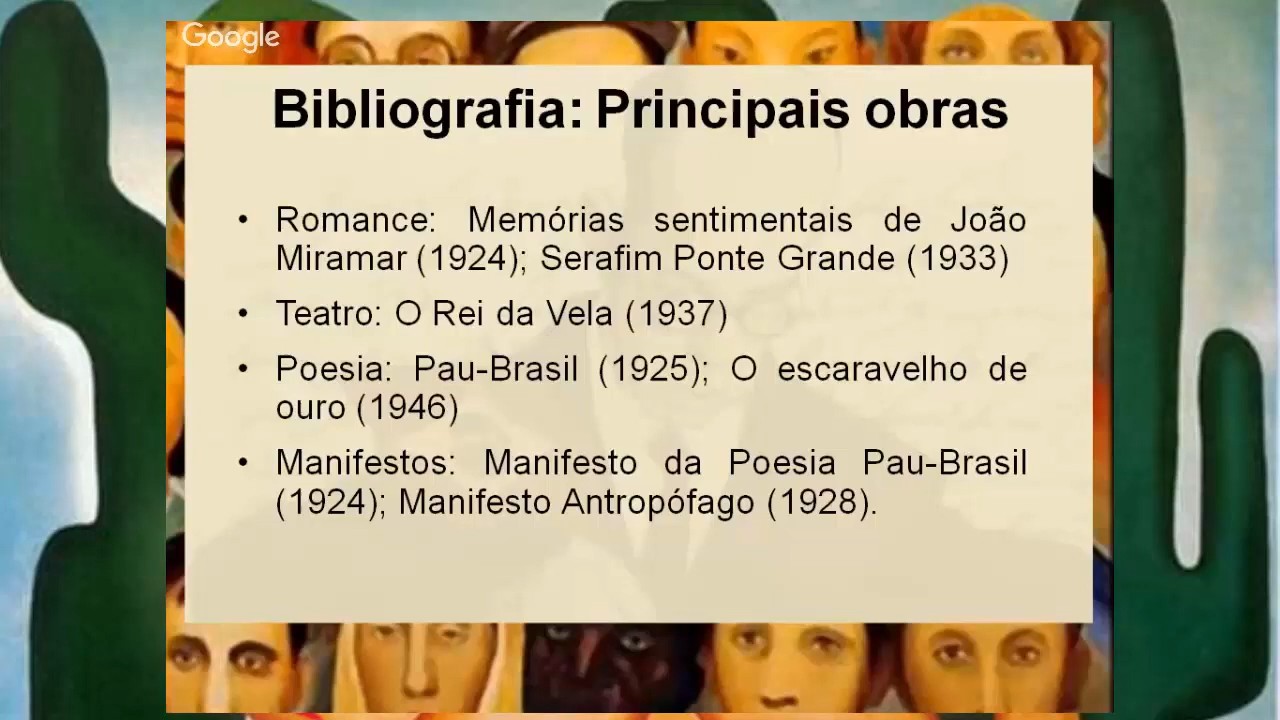 Google
Bibliografia: Principais obras
• Romance: Memórias sentimentais de João
Miramar (1924); Serafim Ponte Grande (1933)
• Teatro: O Rei da Vela (1937)
• Poesia: Pau-Brasil (1925); O escaravelho de
ouro (1946)
• Manifestos: Manifesto da Poesia Pau-Brasil
(1924); Manifesto Antropófago (1928).